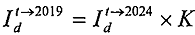 I_d^{t→2019} = I_d^{t→2024} × K